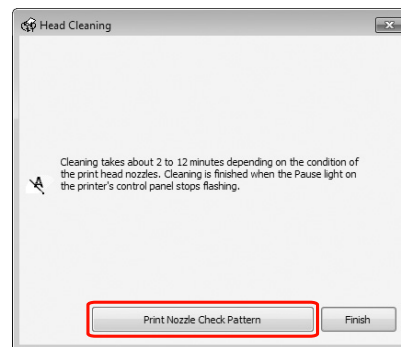 Head Cleaning
Cleaning takes about 2 to 12 minutes depending on the condition of
the print head nozzles. Cleaning is finished when the Pause light on
the printer's control panel stops flashing.
Print Nozzle Check Pattern
Finish